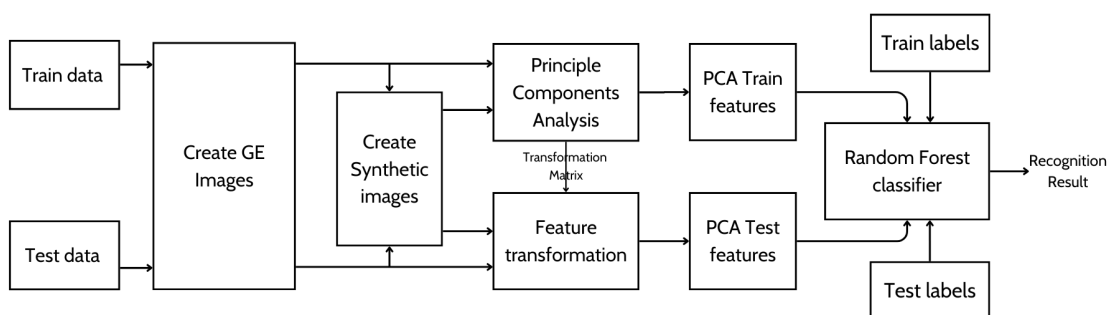 Train data
Test data
Create GE
Images
Create
Synthetic
images
Principle
Components
Analysis
Transformation
Matrix
Feature
transformation
PCA Train
features
PCA Test
features
Train labels
Random Forest
classifier
Test labels
Recognition
Result